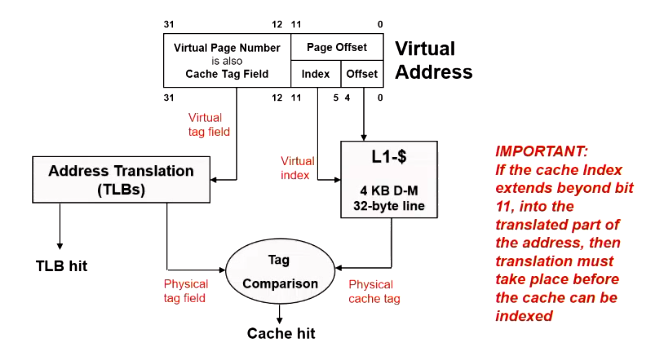 31 12 11 0
Virtual Page Number
is also
Cache Tag Field
Page Offset
Index Offset
Virtual
Address
31 12 11 5 4 0
Virtual
tag field
Address Translation
(TLBs)
Virtual
index
L1-$
4 KB D-M
32-byte line
IMPORTANT:
If the cache Index
extends beyond bit
11, into the
translated part of
the address, then
translation must
take place before
the cache can be
indexed
TLB hit
Physical
tag field
Tag
Comparison
Physical
cache tag
Cache hit